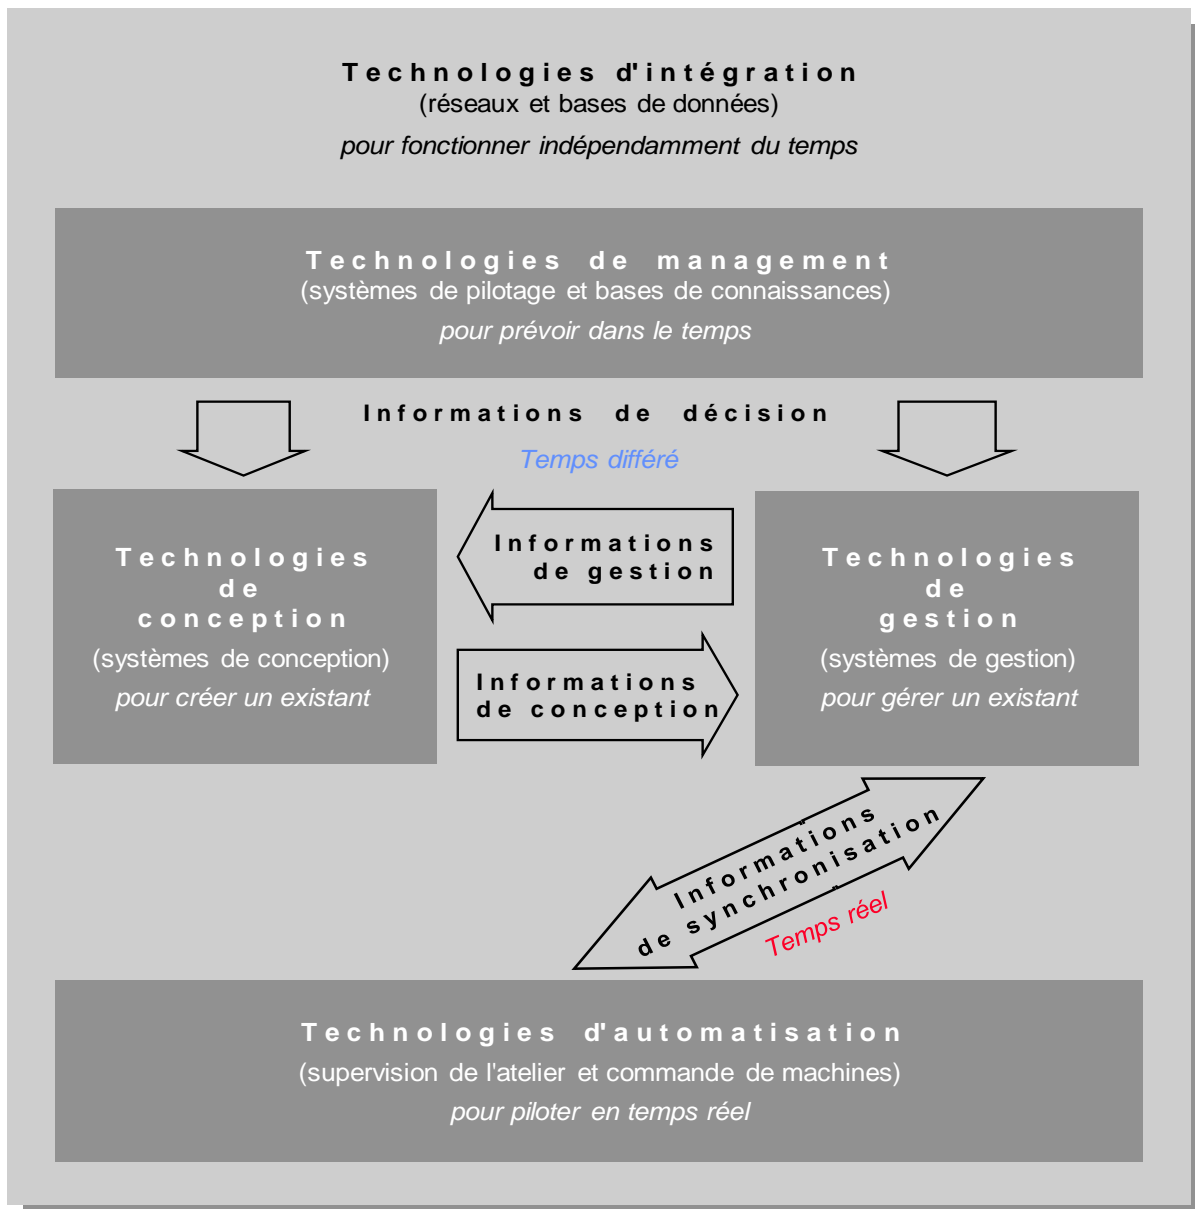 Technologies d'intégration
(réseaux et bases de données)
pour fonctionner indépendamment du temps
Technologies de management
(systèmes de pilotage et bases de connaissances)
pour prévoir dans le temps
Informations de décision
Temps différé
Technologies
de
conception
(systèmes de conception)
pour créer un existant
Informations
de gestion
Informations
de conception
Technologies
de
gestion
(systèmes de gestion)
pour gérer un existant
Informations
de synchronisation
Temps réel
Technologies d'automatisation
(supervision de l'atelier et commande de machines)
pour piloter en temps réel